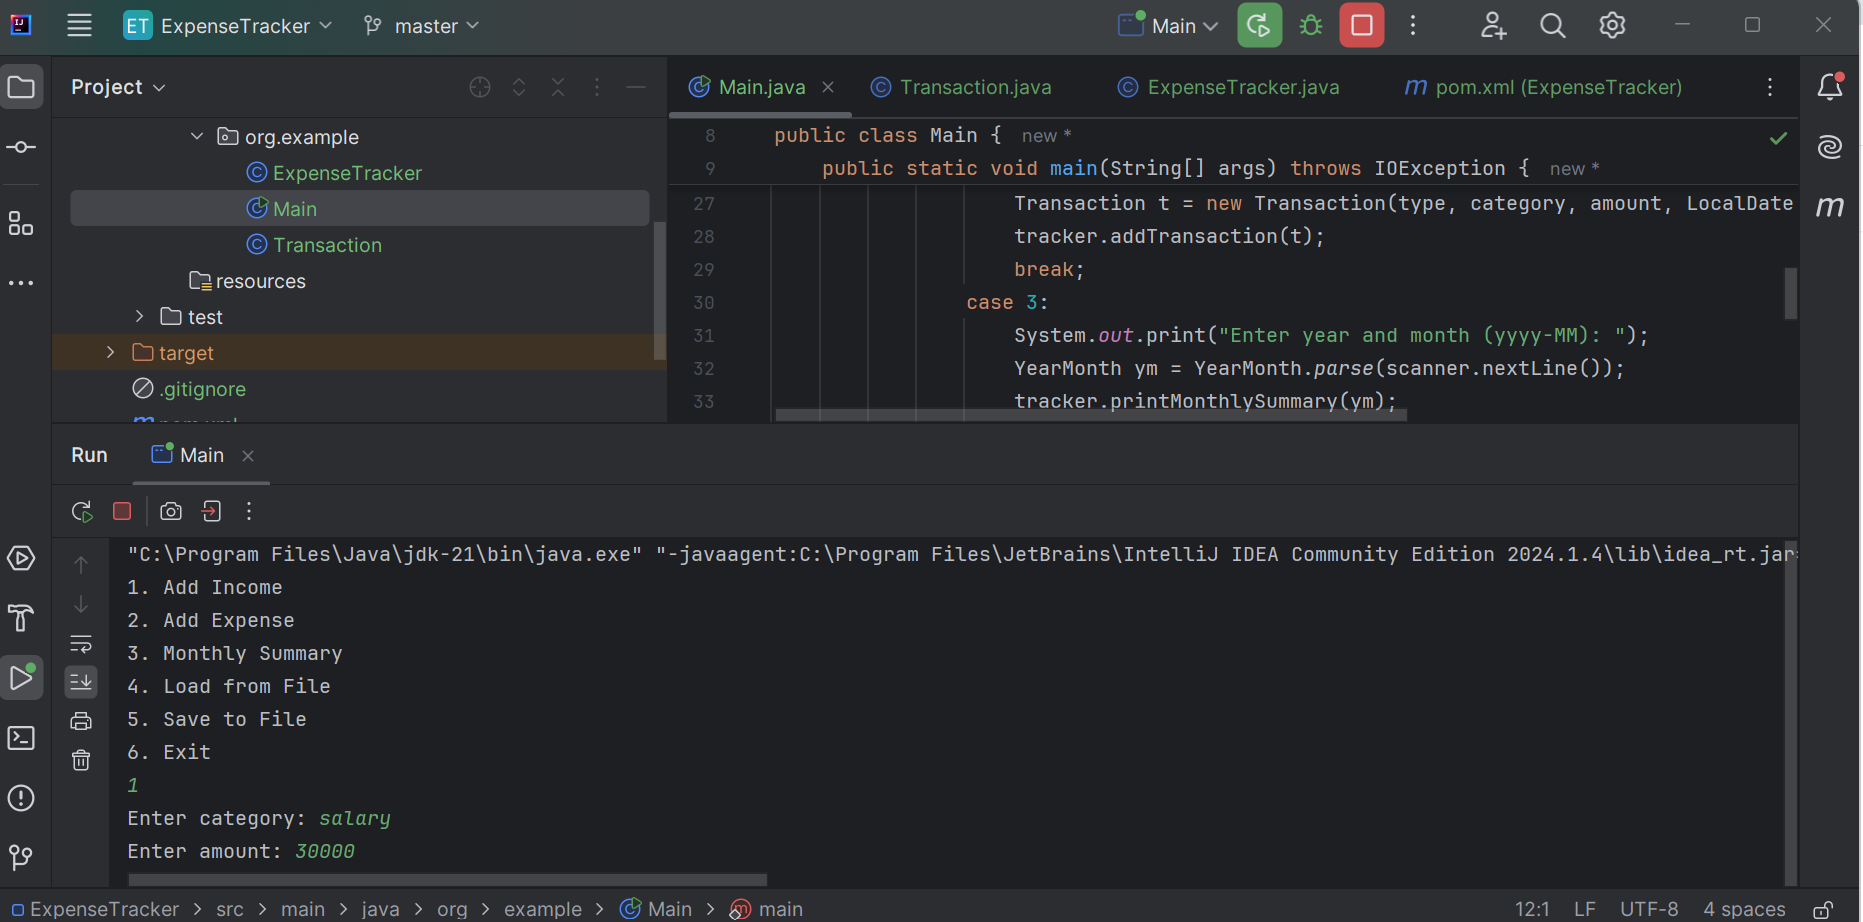 ET ExpenseTracker master Main
Project
org.example
ExpenseTracker
Main
Transaction
resources
test
target
.gitignore
Main.java Transaction.java ExpenseTracker.java pom.xml (ExpenseTracker)
8 public class Main { new *
9 public static void main(String[] args) throws IOException { new *
27 Transaction t = new Transaction(type, category, amount, LocalDate
28 tracker.addTransaction(t);
29 break;
30 case 3:
31 System.out.print("Enter year and month (yyyy-MM): ");
32 YearMonth ym = YearMonth.parse(scanner.nextLine());
33 tracker.printMonthlySummary(ym);
Run Main
"C:\Program Files\Java\jdk-21\bin\java.exe" "-javaagent:C:\Program Files\JetBrains\IntelliJ IDEA Community Edition 2024.1.4\lib\idea_rt.jar
1. Add Income
2. Add Expense
3. Monthly Summary
4. Load from File
5. Save to File
6. Exit
1
Enter category: salary
Enter amount: 30000
ExpenseTracker > src > main > java > org > example > Main > main 12:1 LF UTF-8 4 spaces